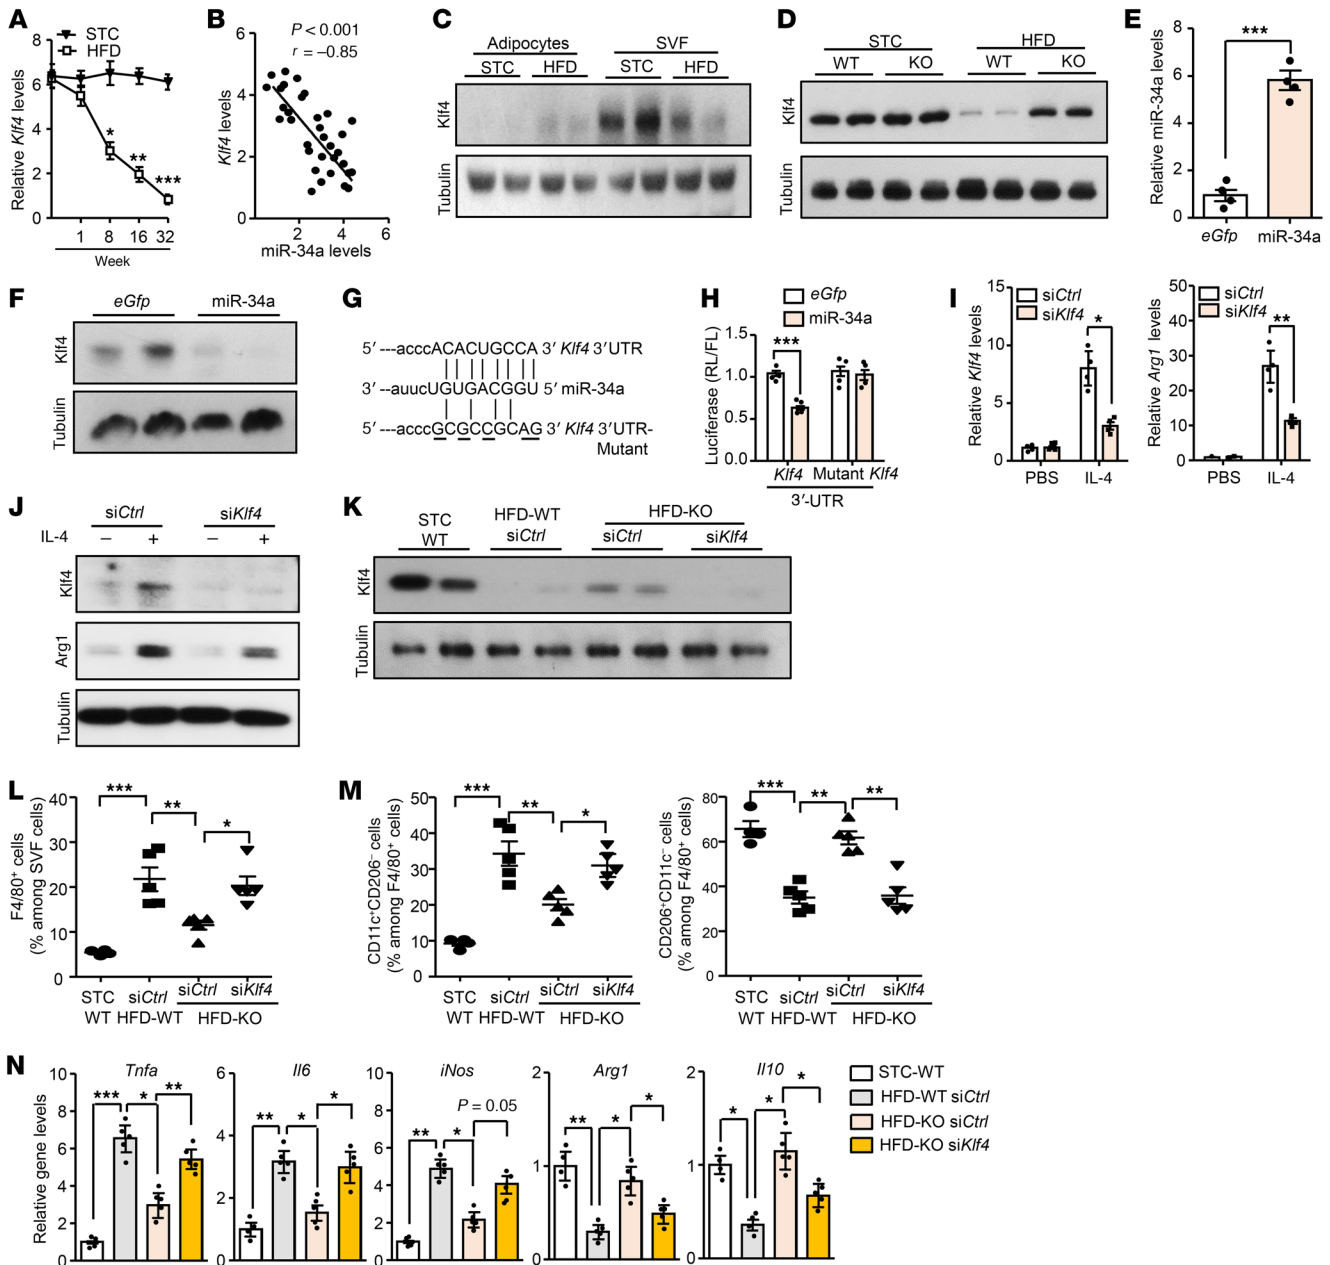 A
STC
HFD
Relative Klf4 levels
8
6
4
2
0
*
**
***
1 8 16 32
Week
B
P < 0.001
r = –0.85
Klf4 levels
6
4
2
0
2 4 6
miR-34a levels
C
Adipocytes SVF
STC HFD STC HFD
Klf4
Tubulin
D
STC HFD
WT KO WT KO
Klf4
Tubulin
E
Relative miR-34a levels
8
6
4
2
0
***
eGfp miR-34a
F
eGfp miR-34a
Klf4
Tubulin
G
5′ ---acccACACUGCCA 3′ Klf4 3′UTR
3′ --auucUGUGACGGU 5′ miR-34a
5′ ---acccGCGCCGCAG 3′ Klf4 3′UTR-
Mutant
H
eGfp
miR-34a
Luciferase (RL/FL)
1.5
1.0
0.5
0.0
***
Klf4 Mutant Klf4
3′-UTR
I
siCtrl
siKlf4
Relative Klf4 levels
15
10
5
0
*
PBS IL-4
siCtrl
siKlf4
Relative Arg1 levels
50
40
30
20
10
0
**
PBS IL-4
J
siCtrl siKlf4
IL-4 – + – +
Klf4
Arg1
Tubulin
K
STC WT
HFD-WT siCtrl
HFD-KO
siCtrl siKlf4
Klf4
Tubulin
L
F4/80⁺ cells
(% among SVF cells)
40
30
20
10
0
*** ** *
STC siCtrl siCtrl siKlf4
WT HFD-WT HFD-KO
M
CD11c⁺CD206⁻ cells
(% among F4/80⁺ cells)
50
40
30
20
10
0
*** ** *
STC siCtrl siCtrl siKlf4
WT HFD-WT HFD-KO
CD206⁺CD11c⁻ cells
(% among F4/80⁺ cells)
80
60
40
20
0
*** ** **
STC siCtrl siCtrl siKlf4
WT HFD-WT HFD-KO
N
Relative gene levels
Tnfa
10
8
6
4
2
0
*** * **
Il6
6
4
2
0
** * *
iNos
10
8
6
4
2
0
P = 0.05
** *
Arg1
2
1
0
** * *
Il10
2
1
0
* * *
STC-WT
HFD-WT siCtrl
HFD-KO siCtrl
HFD-KO siKlf4